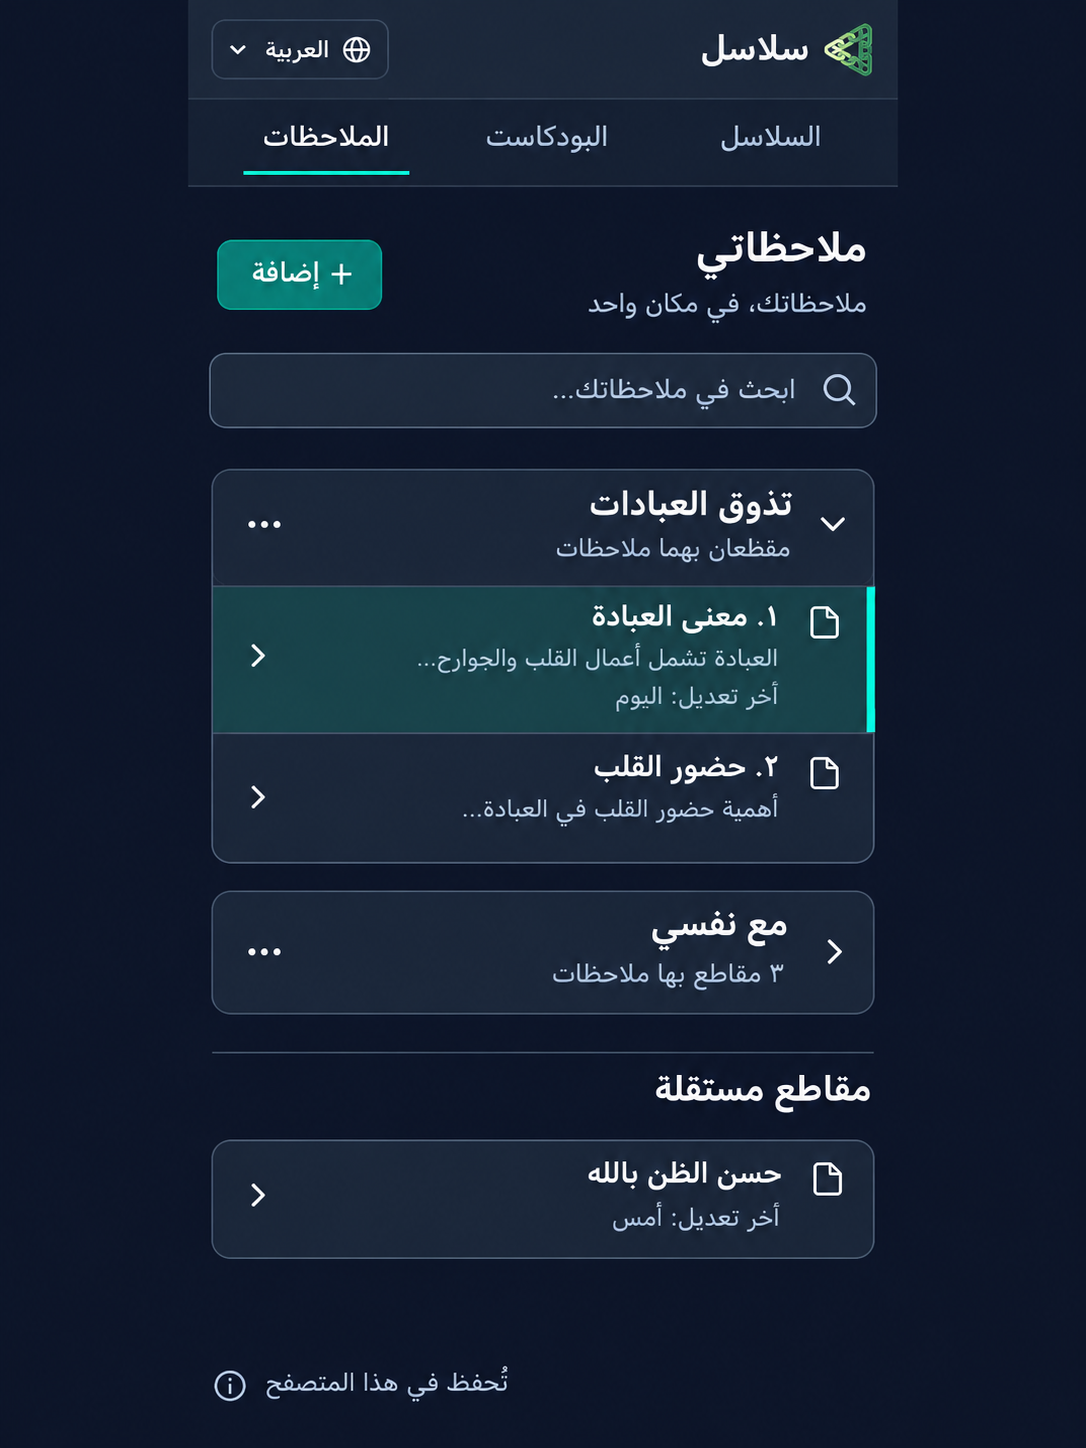 سلاسل
العربية
السلاسل
البودكاست
الملاحظات
ملاحظاتي
ملاحظاتك، في مكان واحد
+ إضافة
ابحث في ملاحظاتك...
تذوق العبادات
مقطعان بهما ملاحظات
١. معنى العبادة
العبادة تشمل أعمال القلب والجوارح...
أخر تعديل: اليوم
٢. حضور القلب
أهمية حضور القلب في العبادة...
مع نفسي
٣ مقاطع بها ملاحظات
مقاطع مستقلة
حسن الظن بالله
أخر تعديل: أمس
تُحفظ في هذا المتصفح